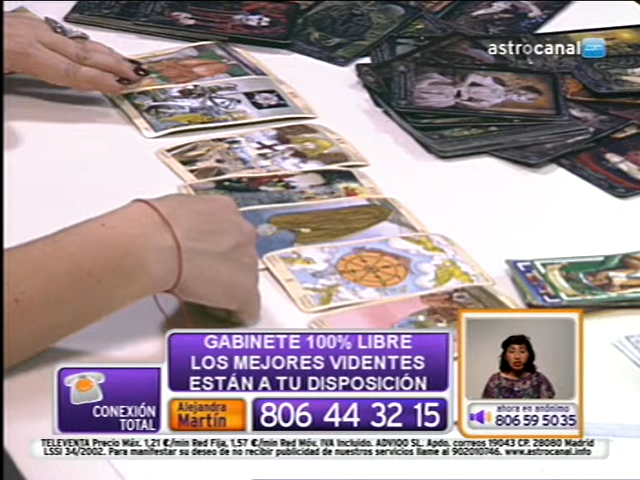 astrocanal.com
GABINETE 100% LIBRE
LOS MEJORES VIDENTES
ESTÁN A TU DISPOSICIÓN
CONEXIÓN
TOTAL
Alejandra
Martín
806 44 32 15
ahora en anónimo
806 59 50 35
TELEVENTA Precio Máx. 1,21 €/min Red Fija, 1,57 €/min Red Móv. IVA Incluido. ADVIQO SL. Apdo. correos 19043 CP. 28080 Madrid
LSSI 34/2002. Para manifestar su deseo de no recibir publicidad de nuestros servicios llame al 902010746. www.astrocanal.info